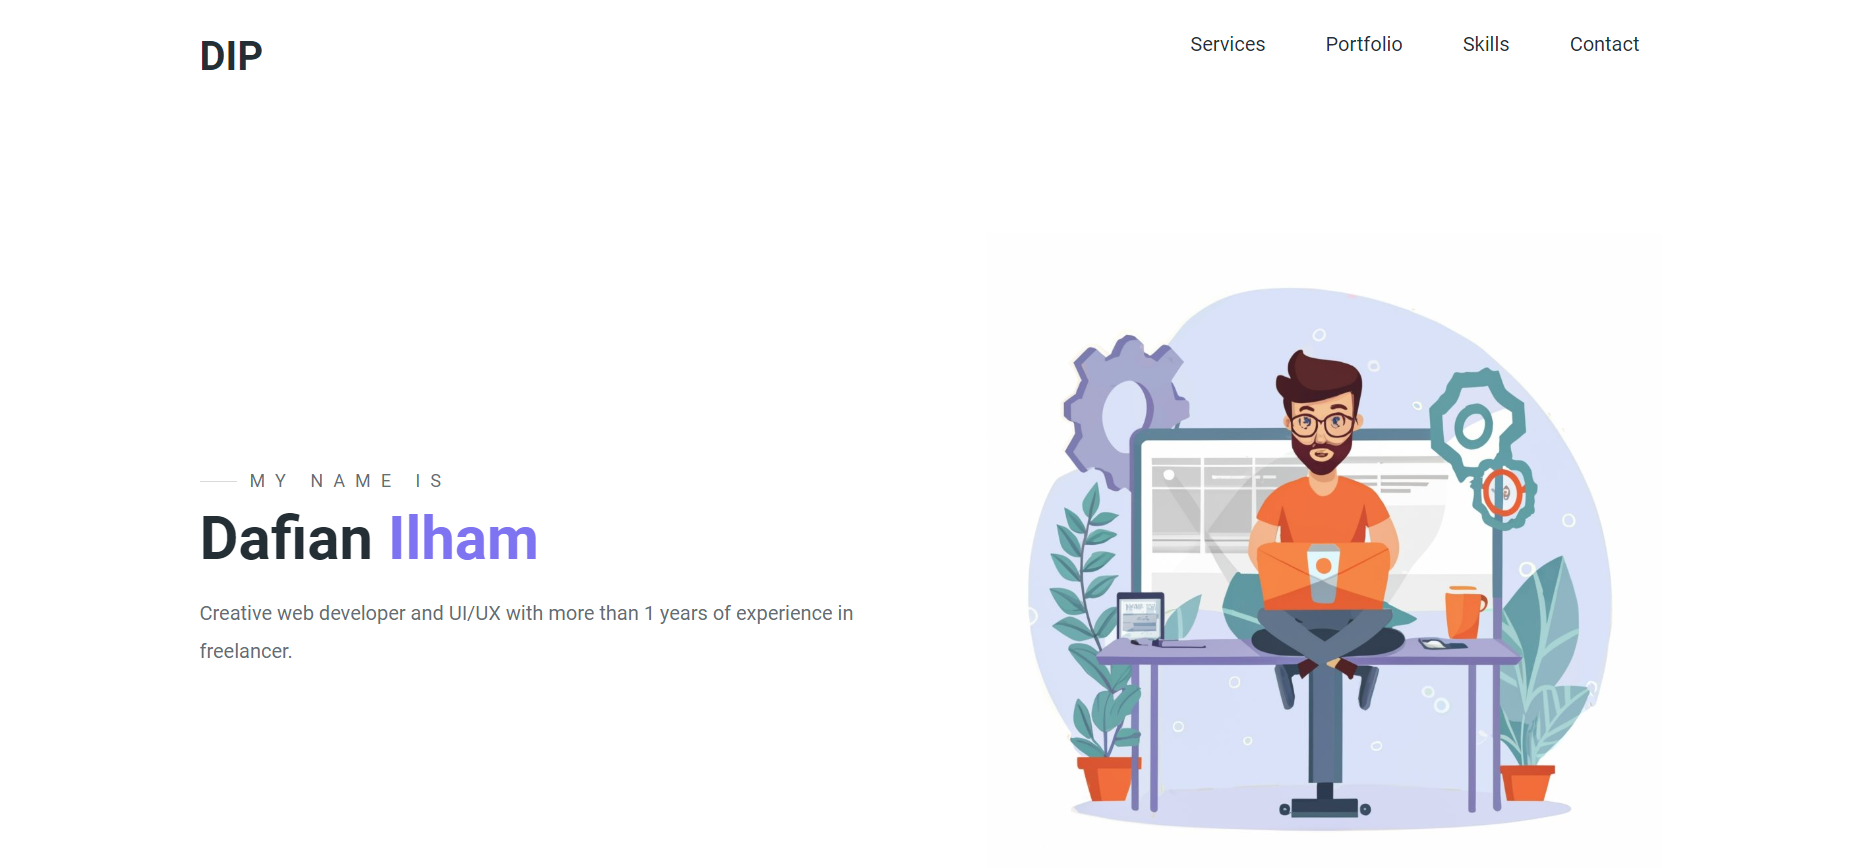 DIP
Services Portfolio Skills Contact
MY NAME IS
Dafian Ilham
Creative web developer and UI/UX with more than 1 years of experience in
freelancer.